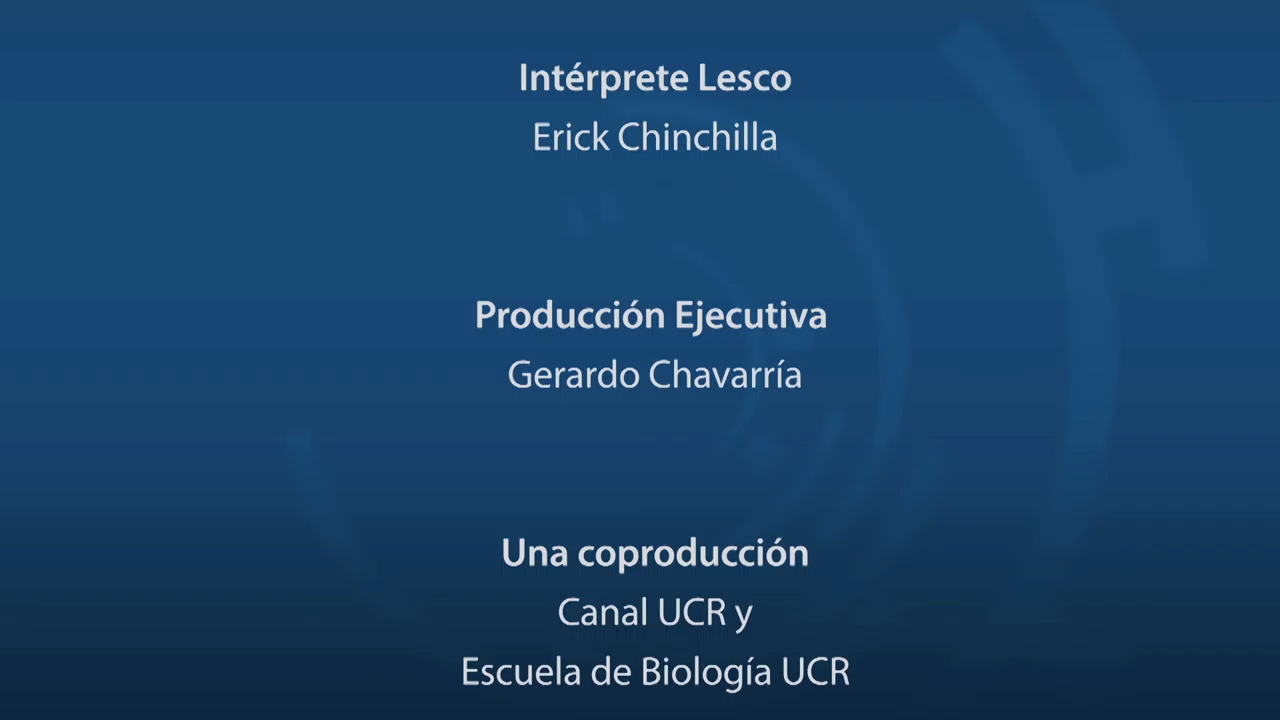 Intérprete Lesco
Erick Chinchilla
Producción Ejecutiva
Gerardo Chavarría
Una coproducción
Canal UCR y
Escuela de Biología UCR